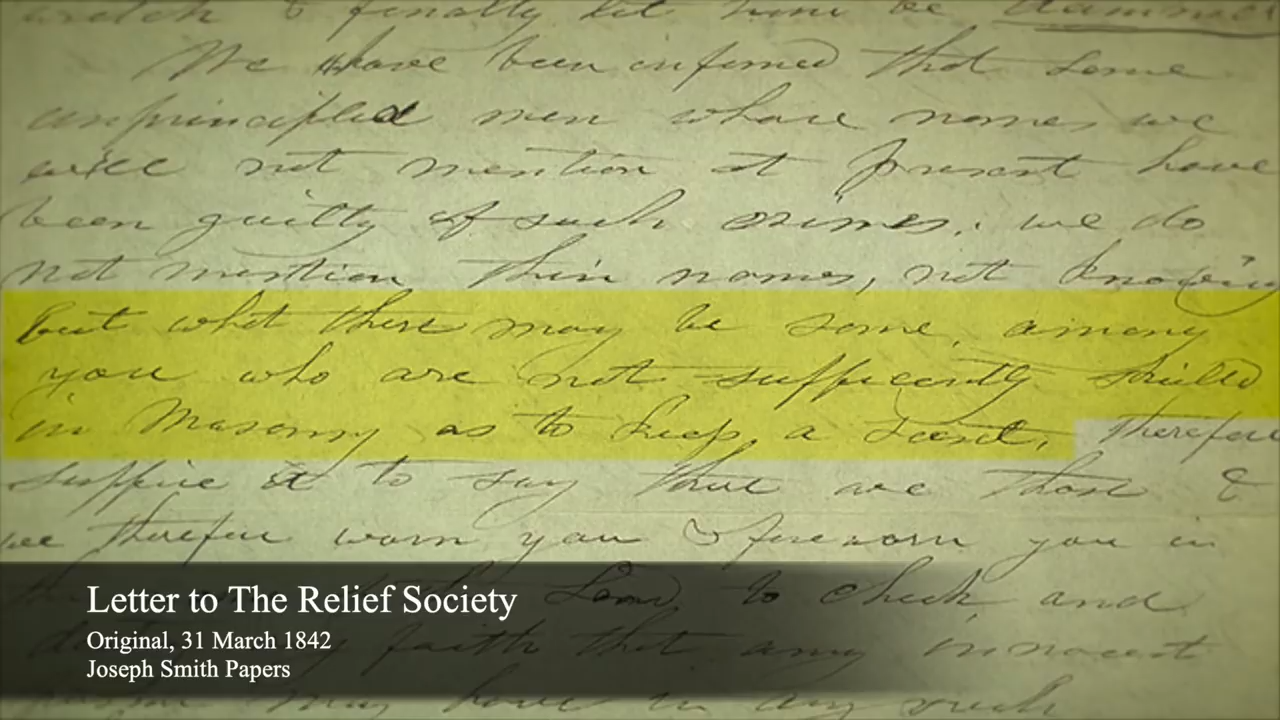 wretch & finally let him be damned
We have been informed that some
unprincipled men whose names we
will not mention at present have
been guilty of such crimes. we do
not mention thier names, not knowing
but what there may be some, among
you who are not sufficiently skilled
in Masonry as to keep, a secret, therefore
suffice it to say there are those &
we therefore warn you & forewarn you in
Lord to check and
faith that any innocent
may have in any such
Letter to The Relief Society
Original, 31 March 1842
Joseph Smith Papers